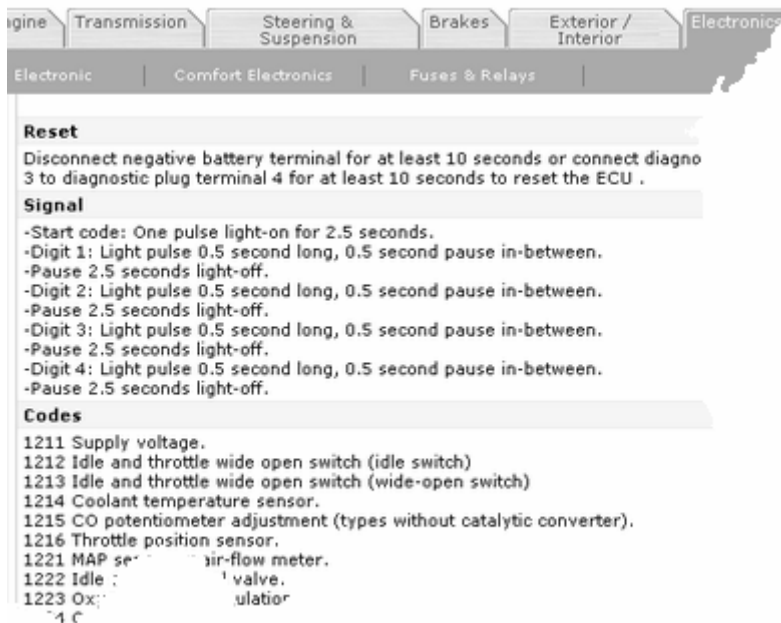 Transmission
Steering &
Suspension
Brakes
Exterior /
Interior
Electronics
Electronic | Comfort Electronics | Fuses & Relays |
Reset
Disconnect negative battery terminal for at least 10 seconds or connect
3 to diagnostic plug terminal 4 for at least 10 seconds to reset the ECU .
Signal
-Start code: One pulse light-on for 2.5 seconds.
-Digit 1: Light pulse 0.5 second long, 0.5 second pause in-between.
-Pause 2.5 seconds light-off.
-Digit 2: Light pulse 0.5 second long, 0.5 second pause in-between.
-Pause 2.5 seconds light-off.
-Digit 3: Light pulse 0.5 second long, 0.5 second pause in-between.
-Pause 2.5 seconds light-off.
-Digit 4: Light pulse 0.5 second long, 0.5 second pause in-between.
-Pause 2.5 seconds light-off.
Codes
1211 Supply voltage.
1212 Idle and throttle wide open switch (idle switch)
1213 Idle and throttle wide open switch (wide-open switch)
1214 Coolant temperature sensor.
1215 CO potentiometer adjustment (types without catalytic converter).
1216 Throttle position sensor.
1221 MAP air-flow meter.
1222 Idle valve.
1223